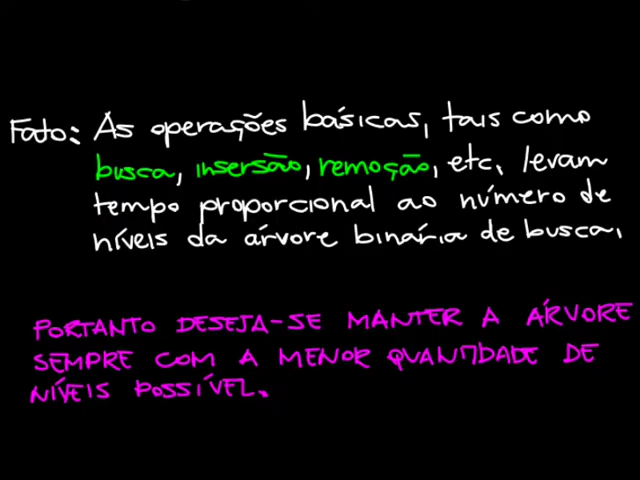 Fato: As operações básicas, tais como
busca, insersão, remoção, etc. levam
tempo proporcional ao número de
níveis da árvore binária de busca.
PORTANTO DESEJA-SE MANTER A ÁRVORE
SEMPRE COM A MENOR QUANTIDADE DE
NÍVEIS POSSÍVEL.